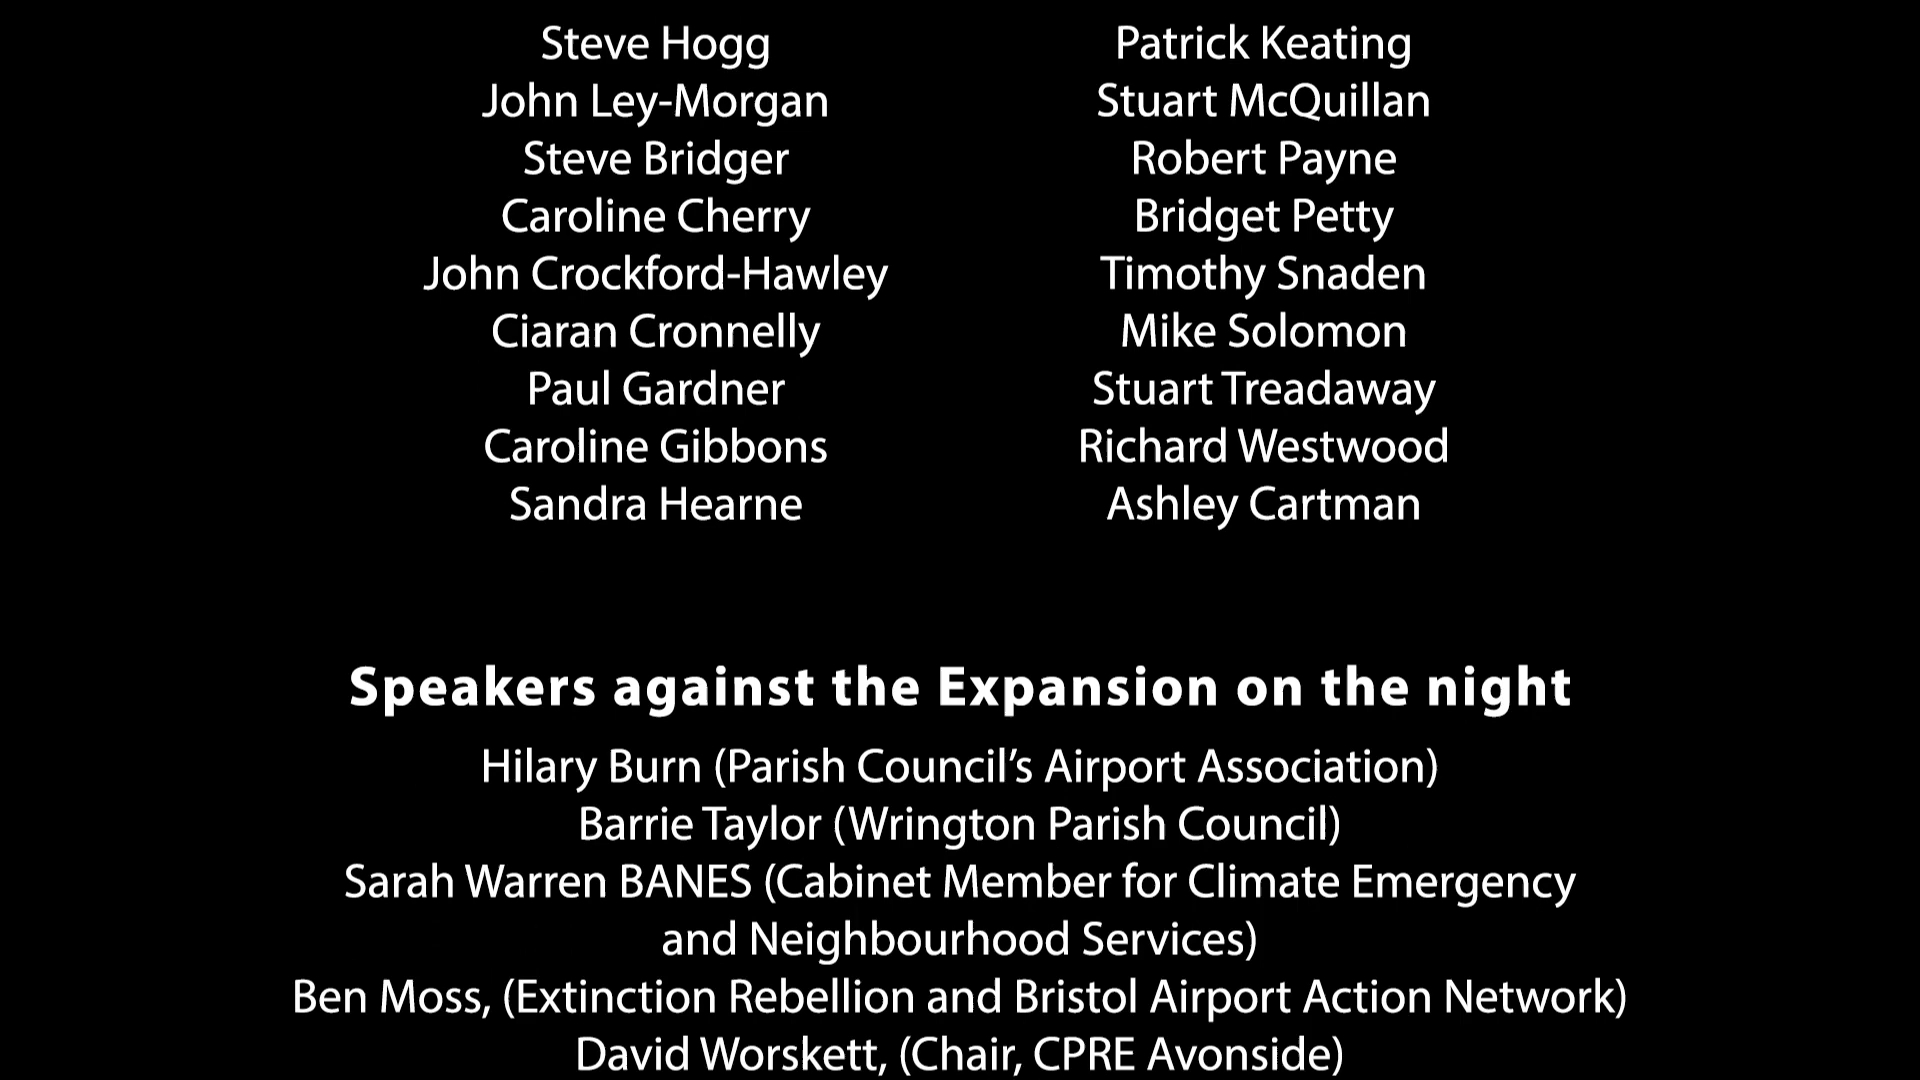 Steve Hogg
John Ley-Morgan
Steve Bridger
Caroline Cherry
John Crockford-Hawley
Ciaran Cronnelly
Paul Gardner
Caroline Gibbons
Sandra Hearne
Patrick Keating
Stuart McQuillan
Robert Payne
Bridget Petty
Timothy Snaden
Mike Solomon
Stuart Treadaway
Richard Westwood
Ashley Cartman
Speakers against the Expansion on the night
Hilary Burn (Parish Council’s Airport Association)
Barrie Taylor (Wrington Parish Council)
Sarah Warren BANES (Cabinet Member for Climate Emergency
and Neighbourhood Services)
Ben Moss, (Extinction Rebellion and Bristol Airport Action Network)
David Worskett, (Chair, CPRE Avonside)